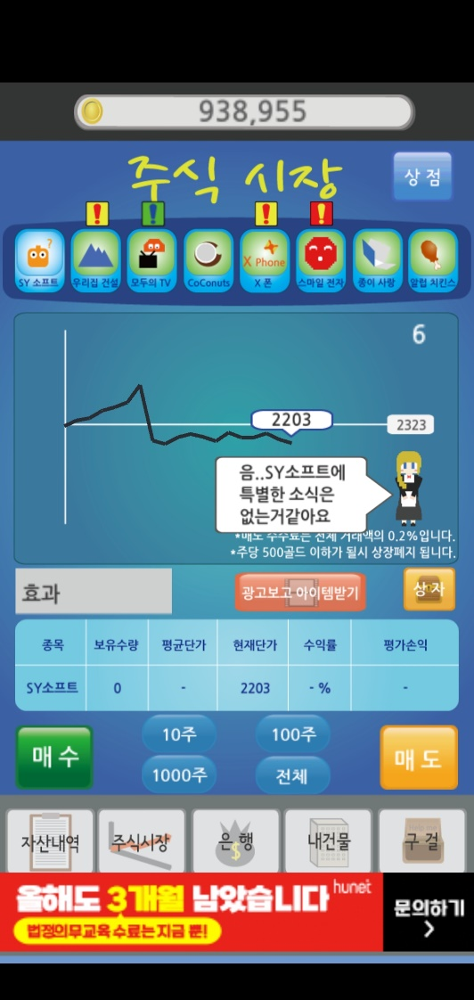 938,955
주식 시장
상 점
! ! ! !
?
X Phone
SY 소프트 우리집 건설 모두의 TV CoConuts X 폰 스마일 전자 종이 사랑 알럽 치킨스
6
2203
2323
음..SY소프트에
특별한 소식은
없는거같아요
*매도 수수료는 전체 거래액의 0.2%입니다.
*주당 500골드 이하가 될시 상장폐지 됩니다.
효과
광고보고 아이템받기
상 자
종목 보유수량 평균단가 현재단가 수익률 평가손익
SY소프트 0 - 2203 - % -
매 수
10주 100주
1000주 전체
매 도
자산내역 주식시장 은 행 내건물 구 걸
$
올해도 3개월 남았습니다
hunet
법정의무교육 수료는 지금 뿐!
문의하기